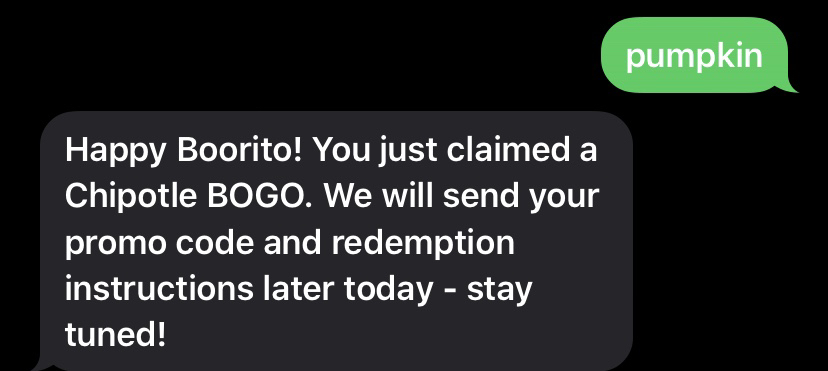 pumpkin
Happy Boorito! You just claimed a
Chipotle BOGO. We will send your
promo code and redemption
instructions later today - stay
tuned!